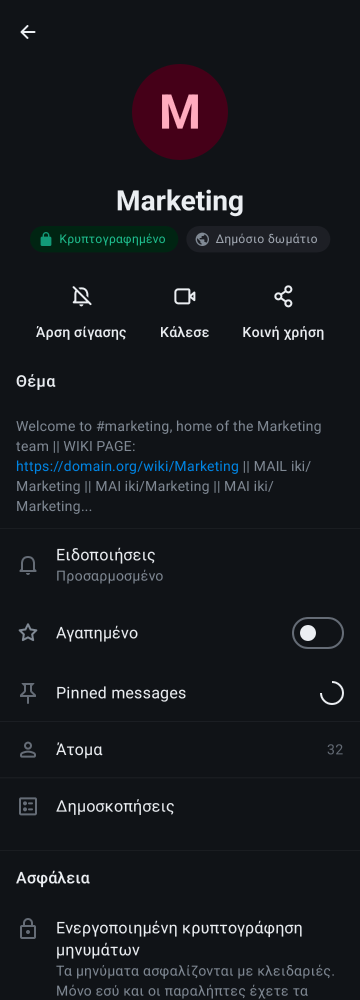 M
Marketing
Κρυπτογραφημένο
Δημόσιο δωμάτιο
Άρση σίγασης
Κάλεσε
Κοινή χρήση
Θέμα
Welcome to #marketing, home of the Marketing
team || WIKI PAGE:
https://domain.org/wiki/Marketing || MAIL iki/
Marketing || MAI iki/Marketing || MAI iki/
Marketing...
Ειδοποιήσεις
Προσαρμοσμένο
Αγαπημένο
Pinned messages
Άτομα 32
Δημοσκοπήσεις
Ασφάλεια
Ενεργοποιημένη κρυπτογράφηση
μηνυμάτων
Τα μηνύματα ασφαλίζονται με κλειδαριές.
Μόνο εσύ και οι παραλήπτες έχετε τα